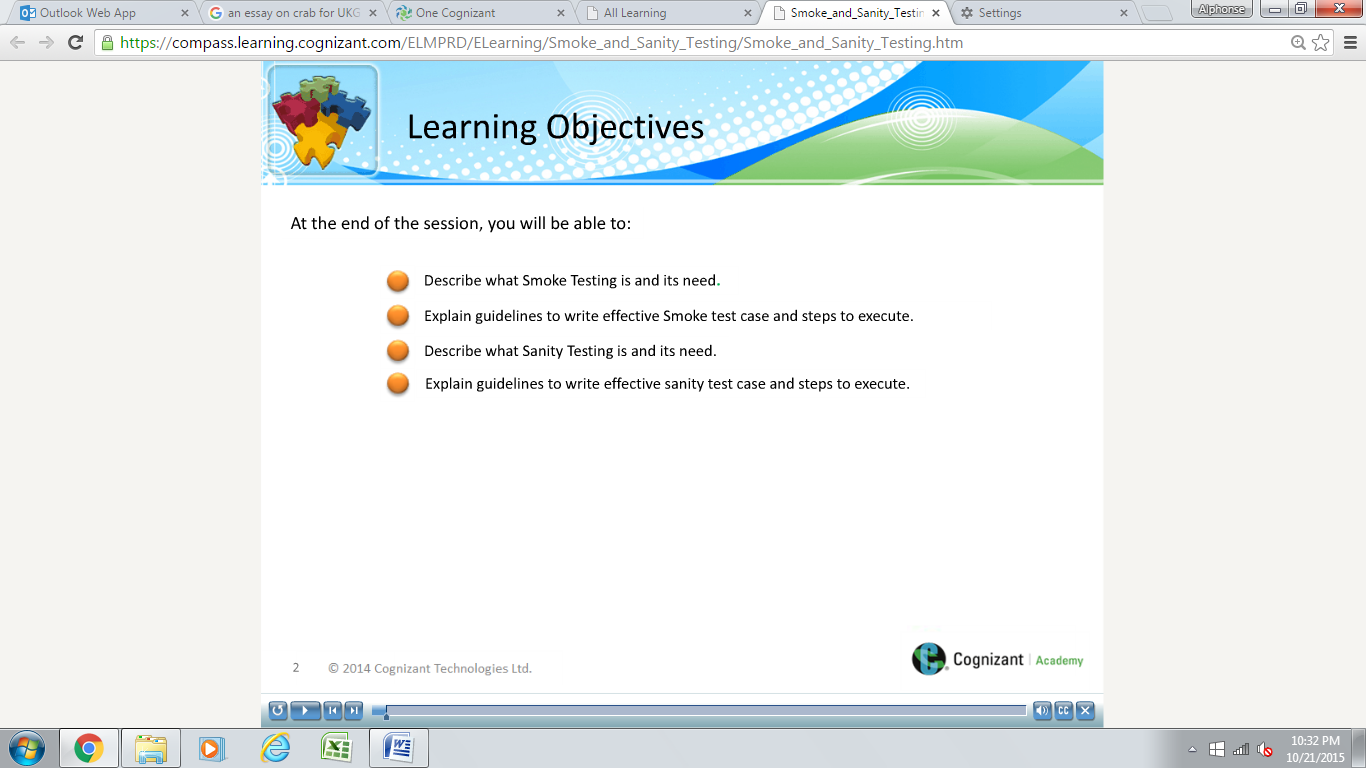 Outlook Web App
an essay on crab for UKG
One Cognizant
All Learning
Smoke_and_Sanity_Testin
Settings
Alphonse
https://compass.learning.cognizant.com/ELMPRD/ELearning/Smoke_and_Sanity_Testing/Smoke_and_Sanity_Testing.htm
Learning Objectives
At the end of the session, you will be able to:
Describe what Smoke Testing is and its need.
Explain guidelines to write effective Smoke test case and steps to execute.
Describe what Sanity Testing is and its need.
Explain guidelines to write effective sanity test case and steps to execute.
2 © 2014 Cognizant Technologies Ltd.
Cognizant | Academy
CC
10:32 PM
10/21/2015